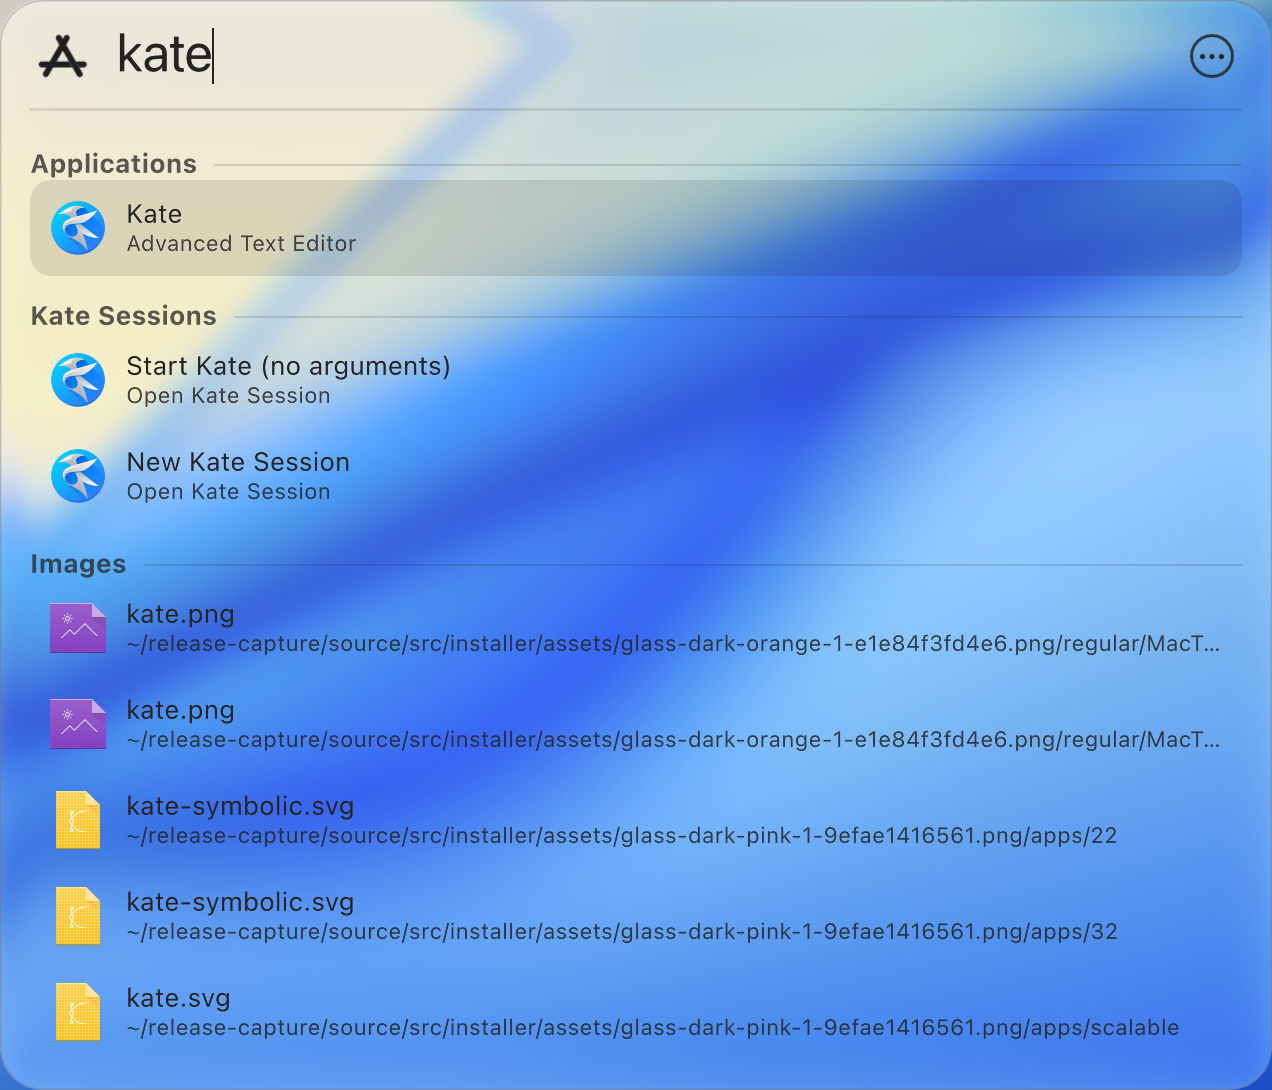 kate
Applications
Kate
Advanced Text Editor
Kate Sessions
Start Kate (no arguments)
Open Kate Session
New Kate Session
Open Kate Session
Images
kate.png
~/release-capture/source/src/installer/assets/glass-dark-orange-1-e1e84f3fd4e6.png/regular/MacT...
kate.png
~/release-capture/source/src/installer/assets/glass-dark-orange-1-e1e84f3fd4e6.png/regular/MacT...
kate-symbolic.svg
~/release-capture/source/src/installer/assets/glass-dark-pink-1-9efae1416561.png/apps/22
kate-symbolic.svg
~/release-capture/source/src/installer/assets/glass-dark-pink-1-9efae1416561.png/apps/32
kate.svg
~/release-capture/source/src/installer/assets/glass-dark-pink-1-9efae1416561.png/apps/scalable